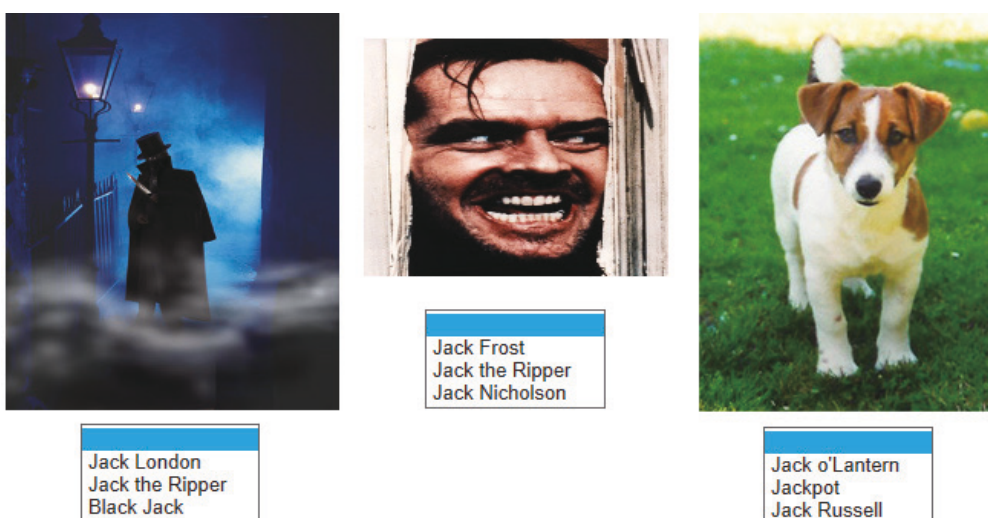 Jack London
Jack the Ripper
Black Jack
Jack Frost
Jack the Ripper
Jack Nicholson
Jack o'Lantern
Jackpot
Jack Russell